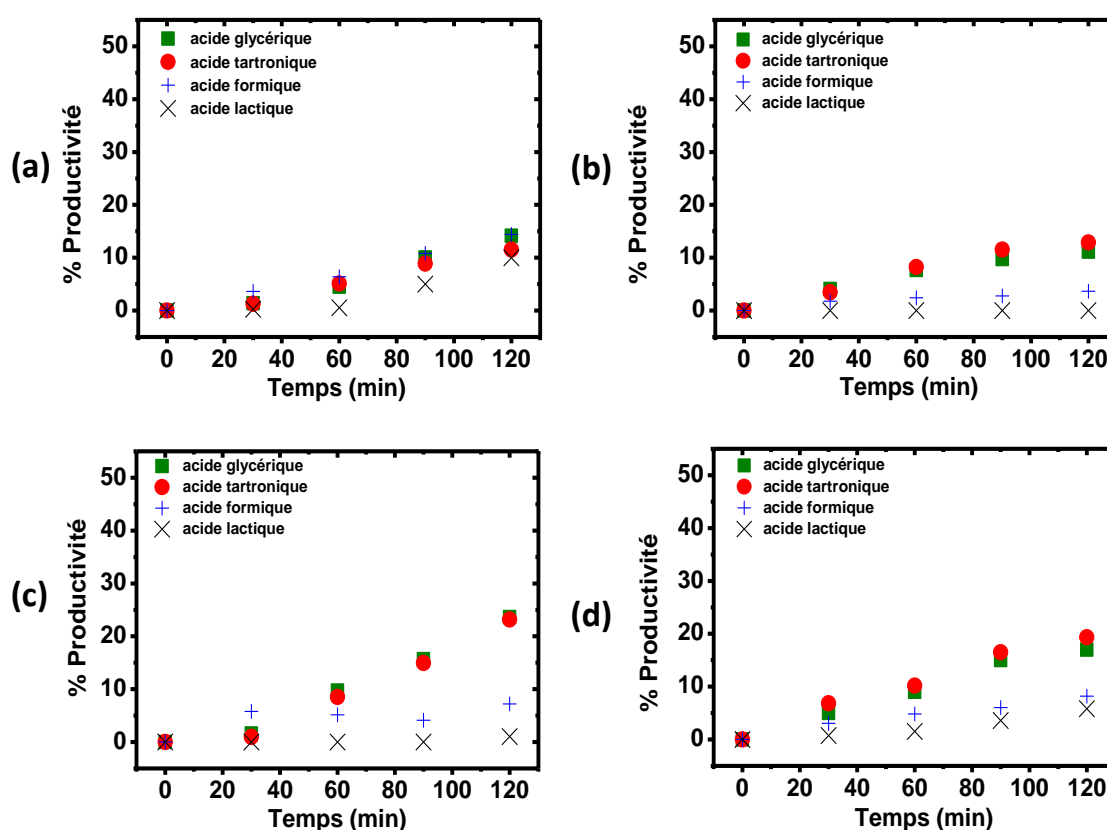 (a)
% Productivité
50
40
30
20
10
0
acide glycérique
acide tartronique
acide formique
acide lactique
0 20 40 60 80 100 120
Temps (min)
(b)
% Productivité
50
40
30
20
10
0
acide glycérique
acide tartronique
acide formique
acide lactique
0 20 40 60 80 100 120
Temps (min)
(c)
% Productivité
50
40
30
20
10
0
acide glycérique
acide tartronique
acide formique
acide lactique
0 20 40 60 80 100 120
Temps (min)
(d)
% Productivité
50
40
30
20
10
0
acide glycérique
acide tartronique
acide formique
acide lactique
0 20 40 60 80 100 120
Temps (min)